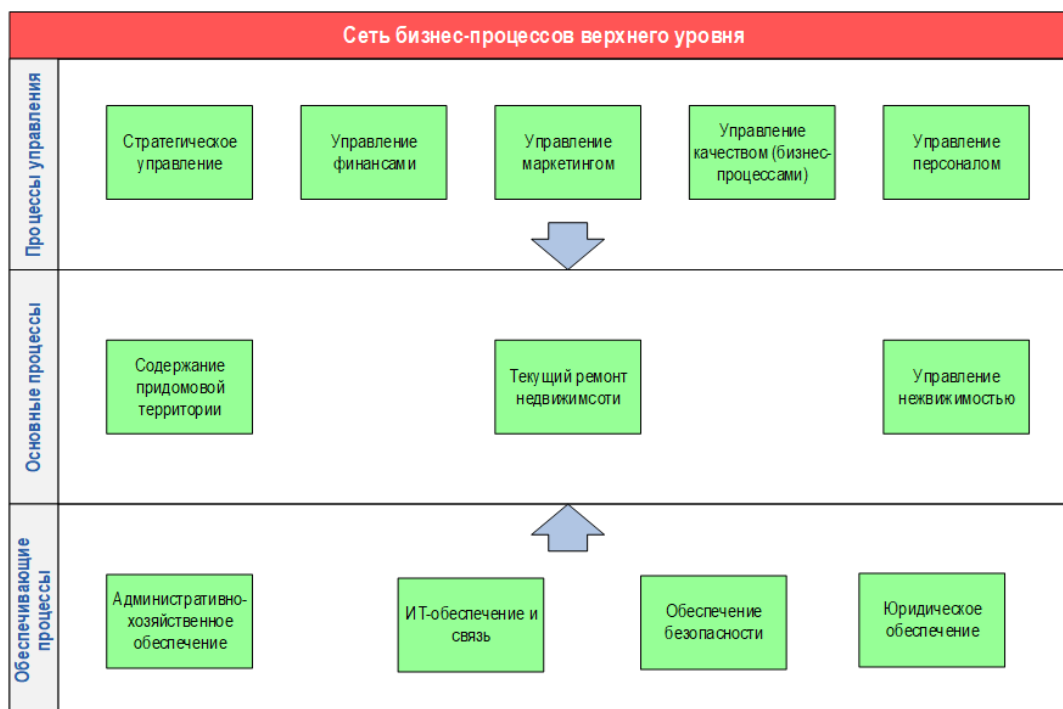 Сеть бизнес-процессов верхнего уровня
Процессы управления
Стратегическое
управление
Управление
финансами
Управление
маркетингом
Управление
качеством (бизнес-
процессами)
Управление
персоналом
Основные процессы
Содержание
придомовой
территории
Текущий ремонт
недвижимсоти
Управление
нежвижимостью
Обеспечивающие
процессы
Административно-
хозяйственное
обеспечение
ИТ-обеспечение и
связь
Обеспечение
безопасности
Юридическое
обеспечение